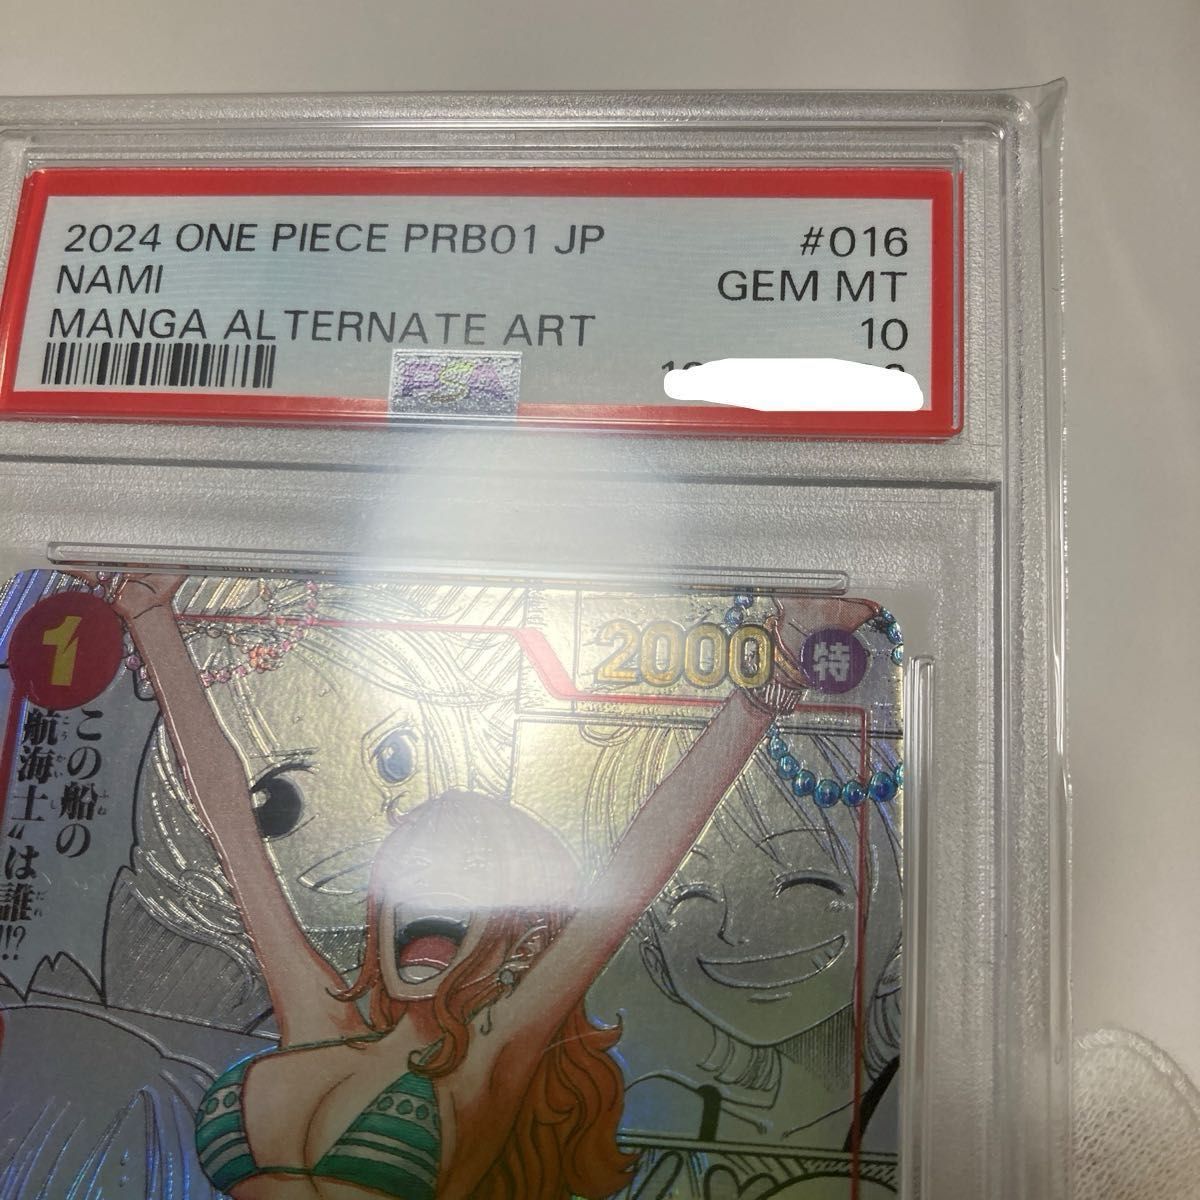 2024 ONE PIECE PRB01 JP
#016
NAMI
GEM MT
MANGA ALTERNATE ART
10
PSA
1
2000
特
この船の
航海士〝は誰!?